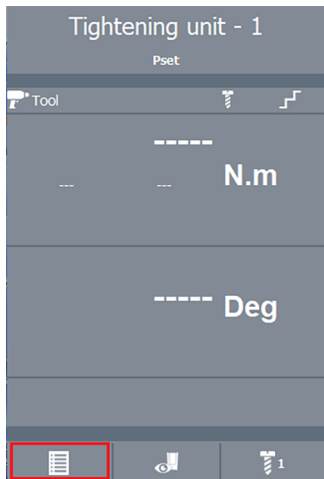 Tightening unit - 1
Pset
Tool
-----
--- --- N.m
----- Deg
1